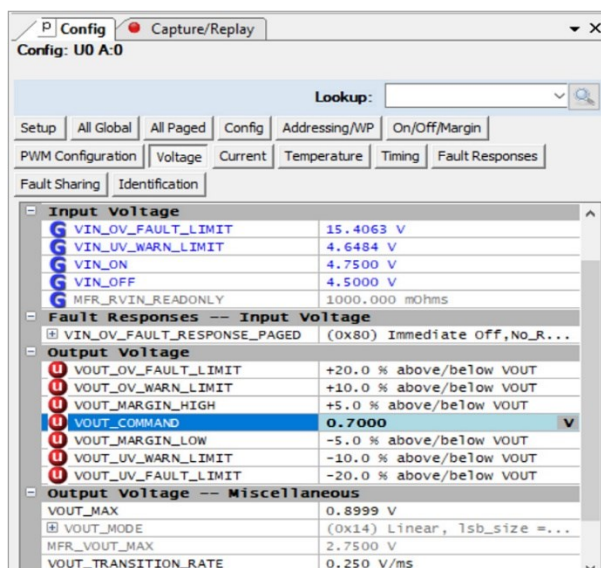 P Config Capture/Replay
Config: U0 A:0
Lookup:
Setup All Global All Paged Config Addressing/WP On/Off/Margin
PWM Configuration Voltage Current Temperature Timing Fault Responses
Fault Sharing Identification
Input Voltage
G VIN_OV_FAULT_LIMIT 15.4063 V
G VIN_UV_WARN_LIMIT 4.6484 V
G VIN_ON 4.7500 V
G VIN_OFF 4.5000 V
G MFR_RVIN_READONLY 1000.000 mOhms
Fault Responses -- Input Voltage
VIN_OV_FAULT_RESPONSE_PAGED (0x80) Immediate Off,No_R...
Output Voltage
U VOUT_OV_FAULT_LIMIT +20.0 % above/below VOUT
U VOUT_OV_WARN_LIMIT +10.0 % above/below VOUT
U VOUT_MARGIN_HIGH +5.0 % above/below VOUT
U VOUT_COMMAND 0.7000 V
U VOUT_MARGIN_LOW -5.0 % above/below VOUT
U VOUT_UV_WARN_LIMIT -10.0 % above/below VOUT
U VOUT_UV_FAULT_LIMIT -20.0 % above/below VOUT
Output Voltage -- Miscellaneous
VOUT_MAX 0.8999 V
VOUT_MODE (0x14) Linear, lsb_size =...
MFR_VOUT_MAX 2.7500 V
VOUT_TRANSITION_RATE 0.250 V/ms